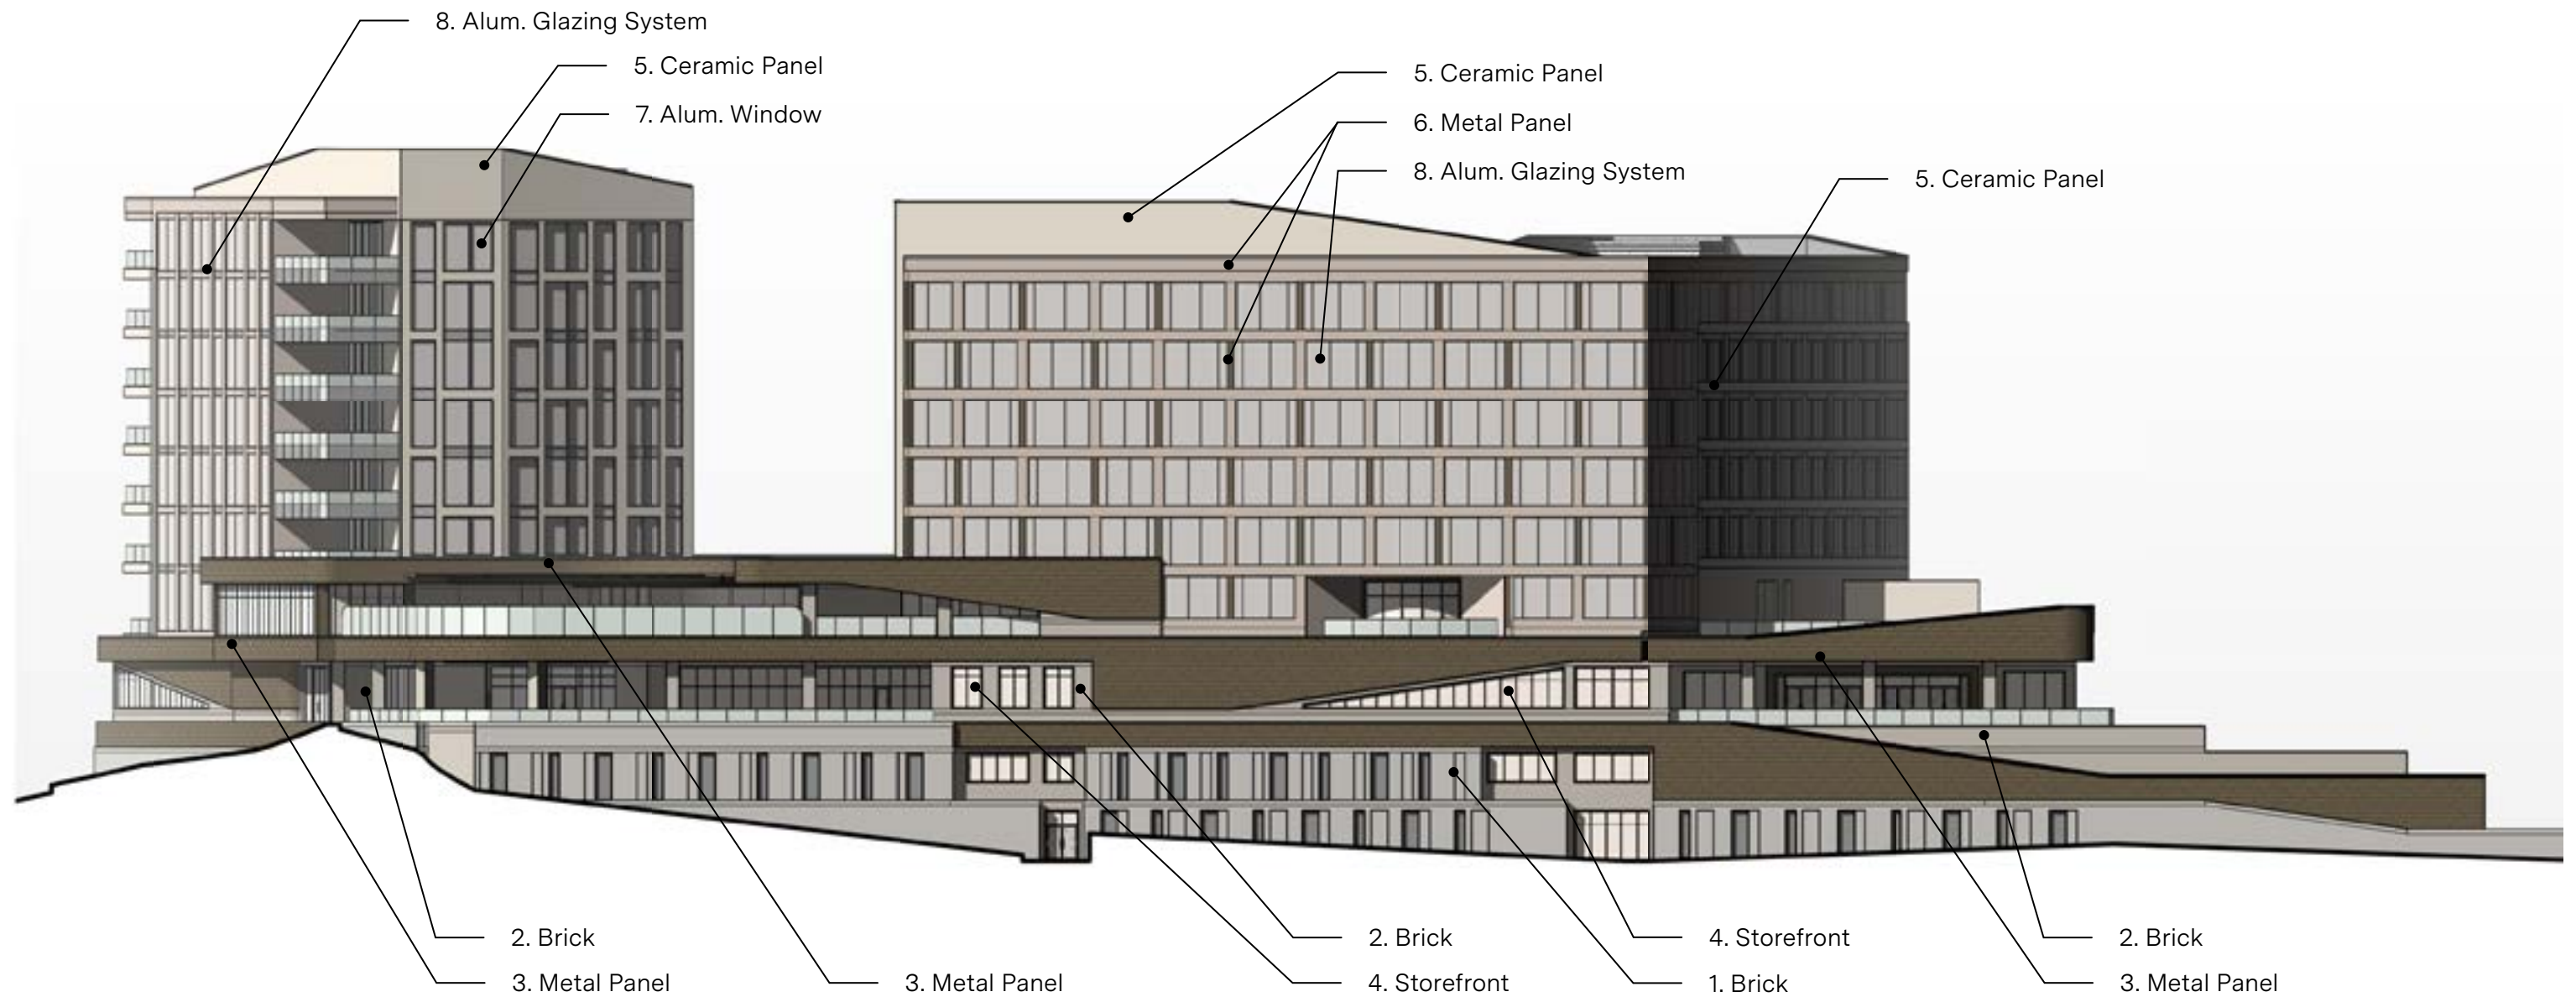 8. Alum. Glazing System
5. Ceramic Panel
7. Alum. Window
5. Ceramic Panel
6. Metal Panel
8. Alum. Glazing System
5. Ceramic Panel
2. Brick
3. Metal Panel
3. Metal Panel
2. Brick
4. Storefront
4. Storefront
1. Brick
2. Brick
3. Metal Panel